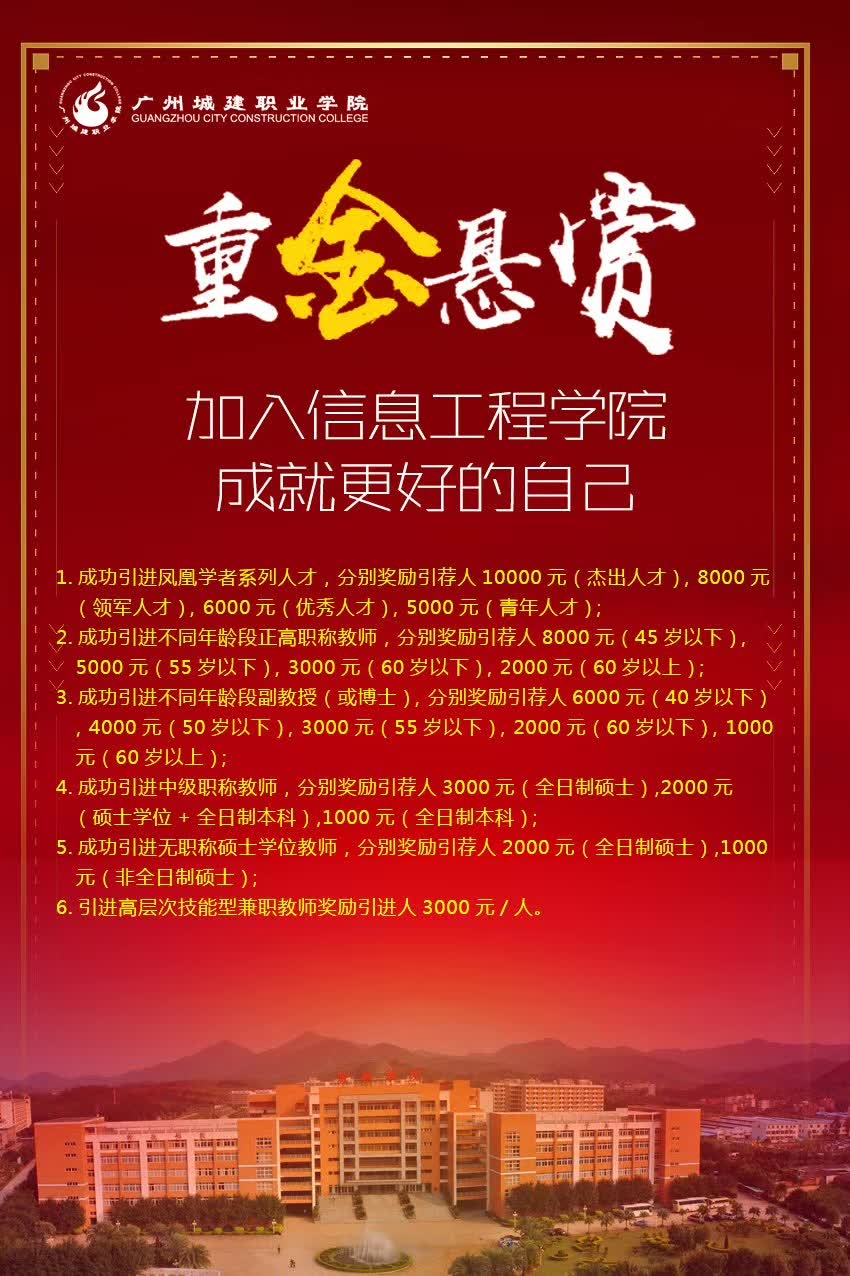 广州城建职业学院
GUANGZHOU CITY CONSTRUCTION COLLEGE
重金悬赏
加入信息工程学院
成就更好的自己
1. 成功引进凤凰学者系列人才，分别奖励引荐人 10000 元（杰出人才），8000 元
（领军人才），6000 元（优秀人才），5000 元（青年人才）；
2. 成功引进不同年龄段正高职称教师，分别奖励引荐人 8000 元（45 岁以下），
5000 元（55 岁以下），3000 元（60 岁以下），2000 元（60 岁以上）；
3. 成功引进不同年龄段副教授（或博士），分别奖励引荐人 6000 元（40 岁以下）
，4000 元（50 岁以下），3000 元（55 岁以下），2000 元（60 岁以下），1000
元（60 岁以上）；
4. 成功引进中级职称教师，分别奖励引荐人 3000 元（全日制硕士）,2000 元
（硕士学位 + 全日制本科）,1000 元（全日制本科）；
5. 成功引进无职称硕士学位教师，分别奖励引荐人 2000 元（全日制硕士）,1000
元（非全日制硕士）；
6. 引进高层次技能型兼职教师奖励引进人 3000 元 / 人。